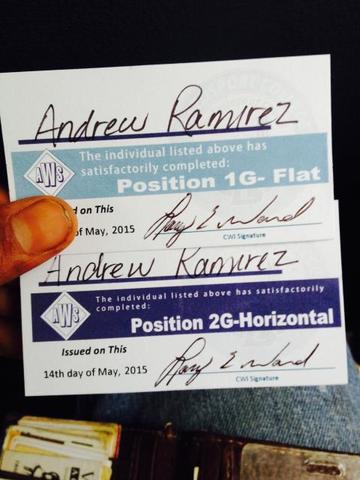 Andrew Ramirez
AWS
The individual listed above has
satisfactorily completed:
Position 1G- Flat
d on This
of May, 2015
CWI Signature
Andrew Ramirez
AWS
The individual listed above has satisfactorily
completed:
Position 2G-Horizontal
Issued on This
14th day of May, 2015
CWI Signature